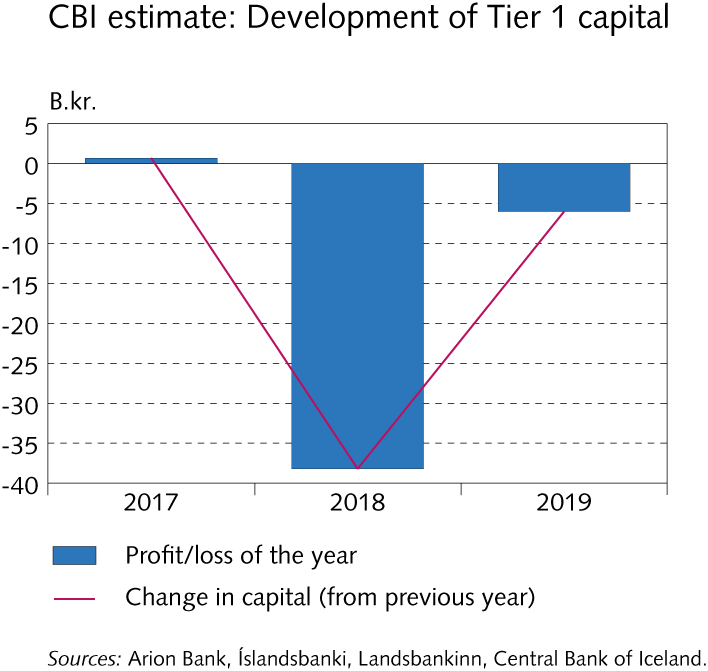 CBI estimate: Development of Tier 1 capital
B.kr.
5
0
-5
-10
-15
-20
-25
-30
-35
-40
2017 2018 2019
Profit/loss of the year
Change in capital (from previous year)
Sources: Arion Bank, Íslandsbanki, Landsbankinn, Central Bank of Iceland.